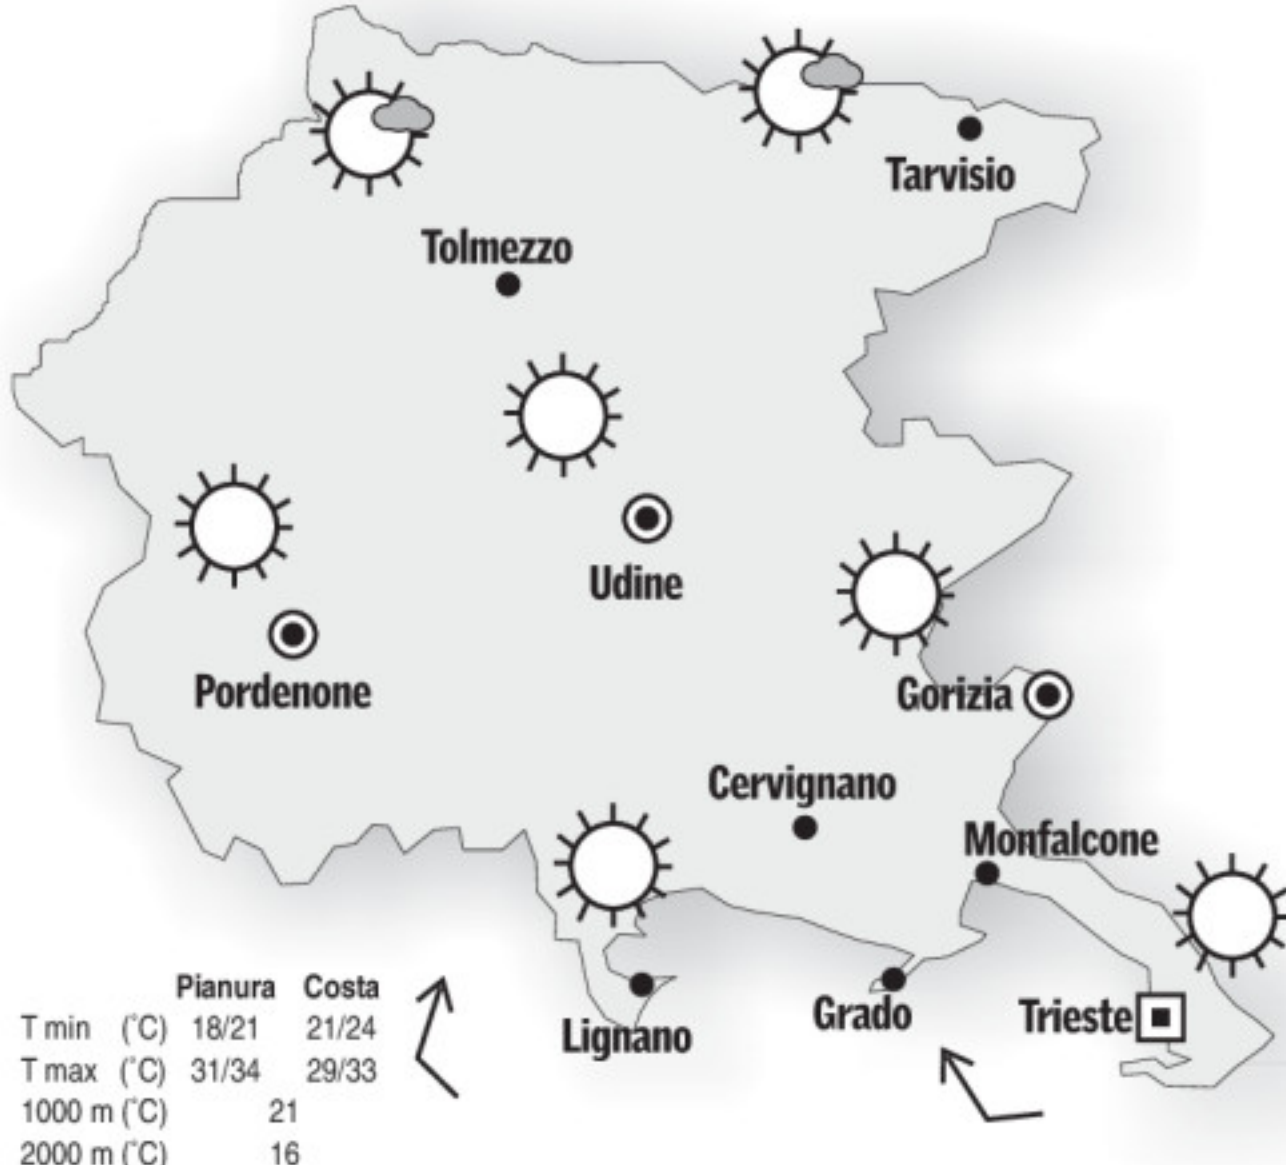 Tarvisio
Tolmezzo
Udine
Pordenone
Gorizia
Cervignano
Monfalcone
Lignano
Grado
Trieste
Pianura Costa
T min (°C) 18/21 21/24
T max (°C) 31/34 29/33
1000 m (°C) 21
2000 m (°C) 16